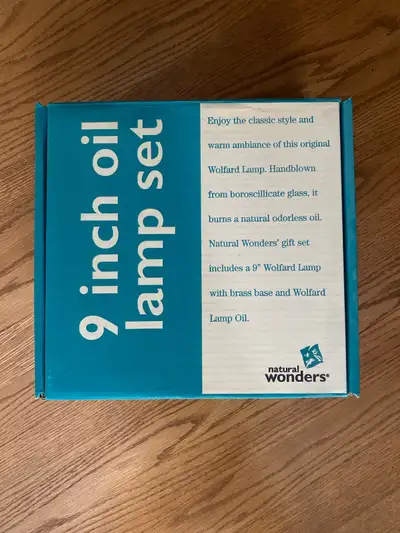 9 inch oil
lamp set
Enjoy the classic style and
warm ambiance of this original
Wolfard Lamp. Handblown
from boroscillicate glass, it
burns a natural odorless oil.
Natural Wonders' gift set
includes a 9" Wolfard Lamp
with brass base and Wolfard
Lamp Oil.
natural
wonders®